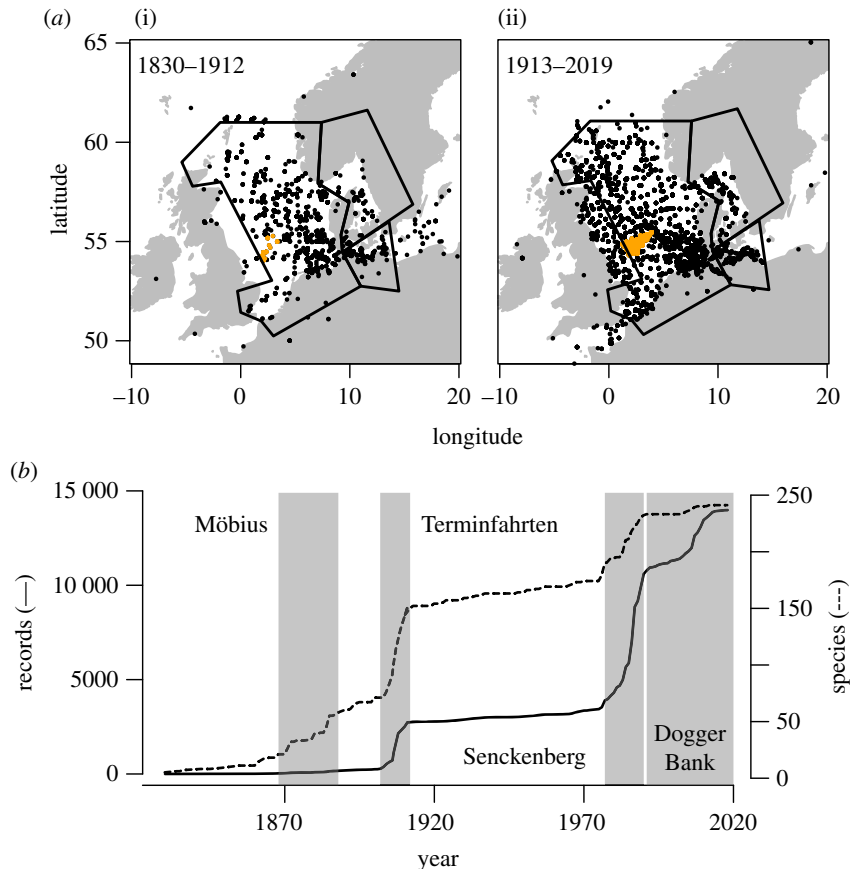 (a) (i) (ii)
65
1830–1912
1913–2019
60
latitude
55
50
–10 0 10 20
–10 0 10 20
longitude
(b)
15 000
250
Möbius
Terminfahrten
10 000
150
records (—)
species (---)
5000
50
Senckenberg
Dogger
Bank
0
0
1870 1920 1970 2020
year